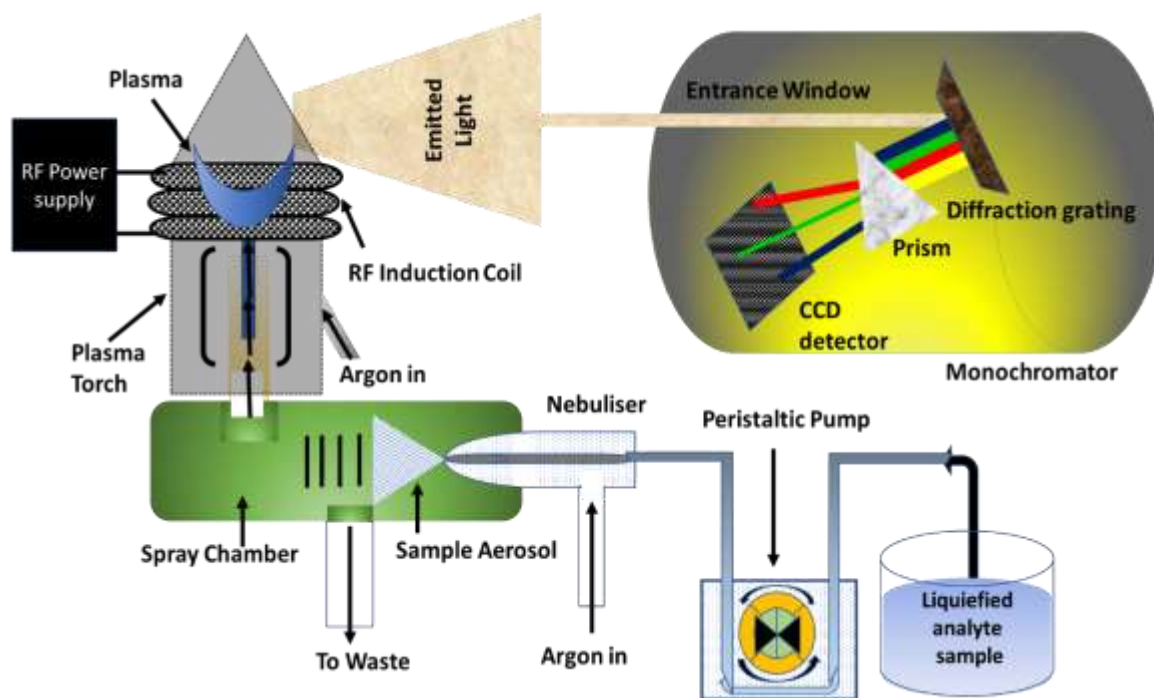 Plasma
RF Power
supply
Emitted
Light
Entrance Window
Diffraction grating
Prism
CCD
detector
Monochromator
RF Induction Coil
Plasma
Torch
Argon in
Nebuliser
Peristaltic Pump
Spray Chamber
Sample Aerosol
To Waste
Argon in
Liquefied
analyte
sample